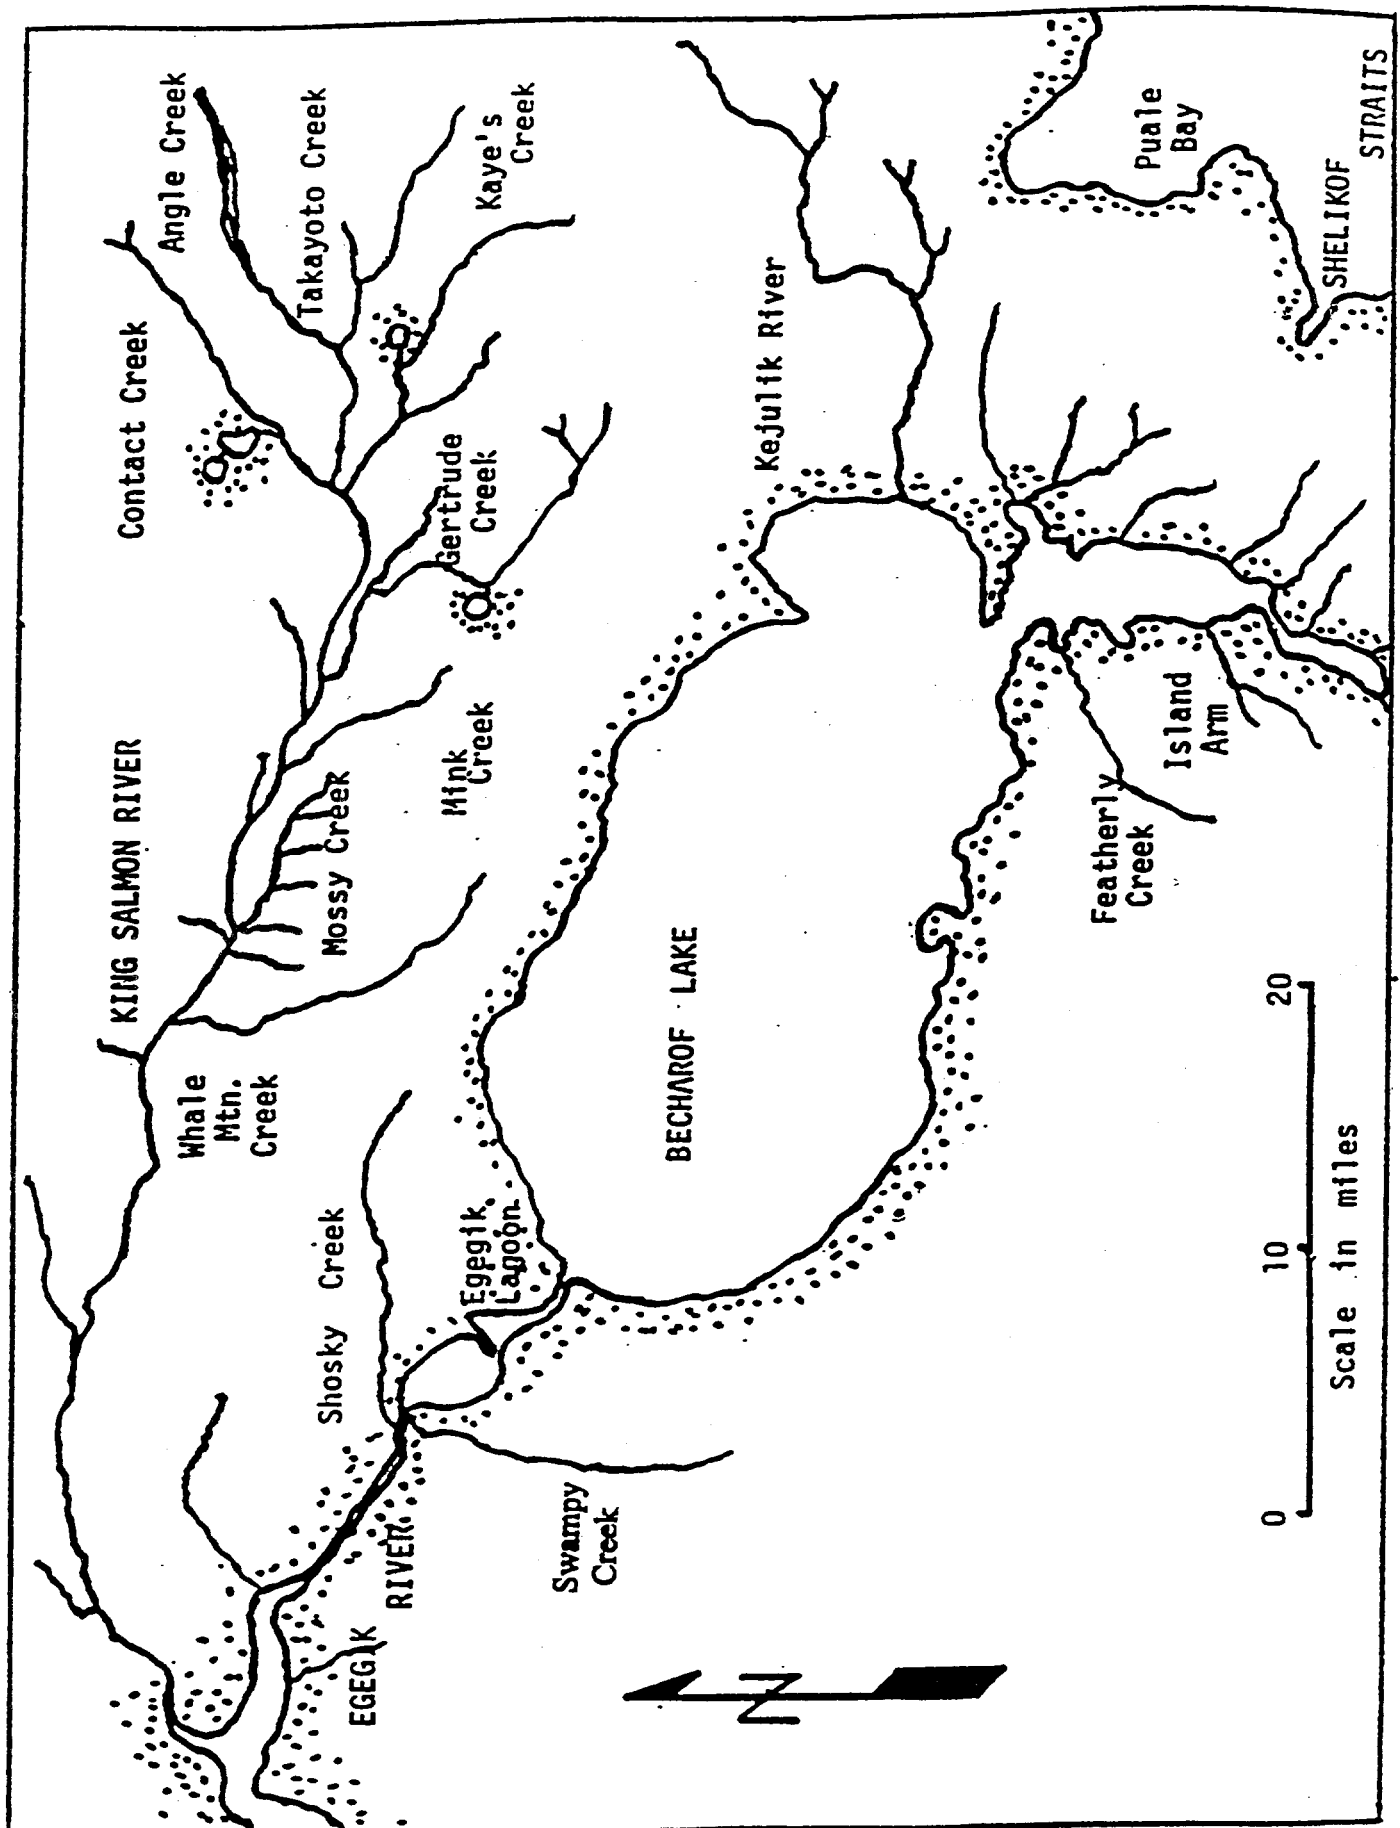 KING SALMON RIVER
Contact Creek
Angle Creek
Takayoto Creek
Kaye's
Creek
Gertrude
Creek
Mink
Creek
Mossy Creek
Whale
Mtn.
Creek
Shosky Creek
Egegik
Lagoon
EGEGIK
RIVER
Swampy
Creek
BECHAROF LAKE
Kejulik River
Puale
Bay
SHELIKOF
STRAITS
Island
Arm
Featherly
Creek
N
0 10 20
Scale in miles